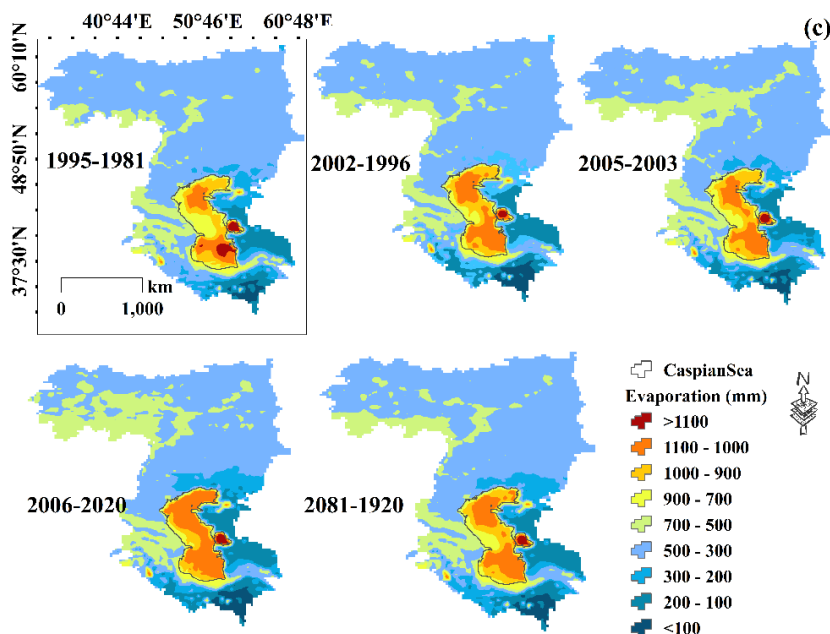 (c)
40°44'E 50°46'E 60°48'E
60°10'N
48°50'N
37°30'N
1995-1981
2002-1996
2005-2003
km
0 1,000
2006-2020
2081-1920
CaspianSea
Evaporation (mm)
>1100
1100 - 1000
1000 - 900
900 - 700
700 - 500
500 - 300
300 - 200
200 - 100
<100
N